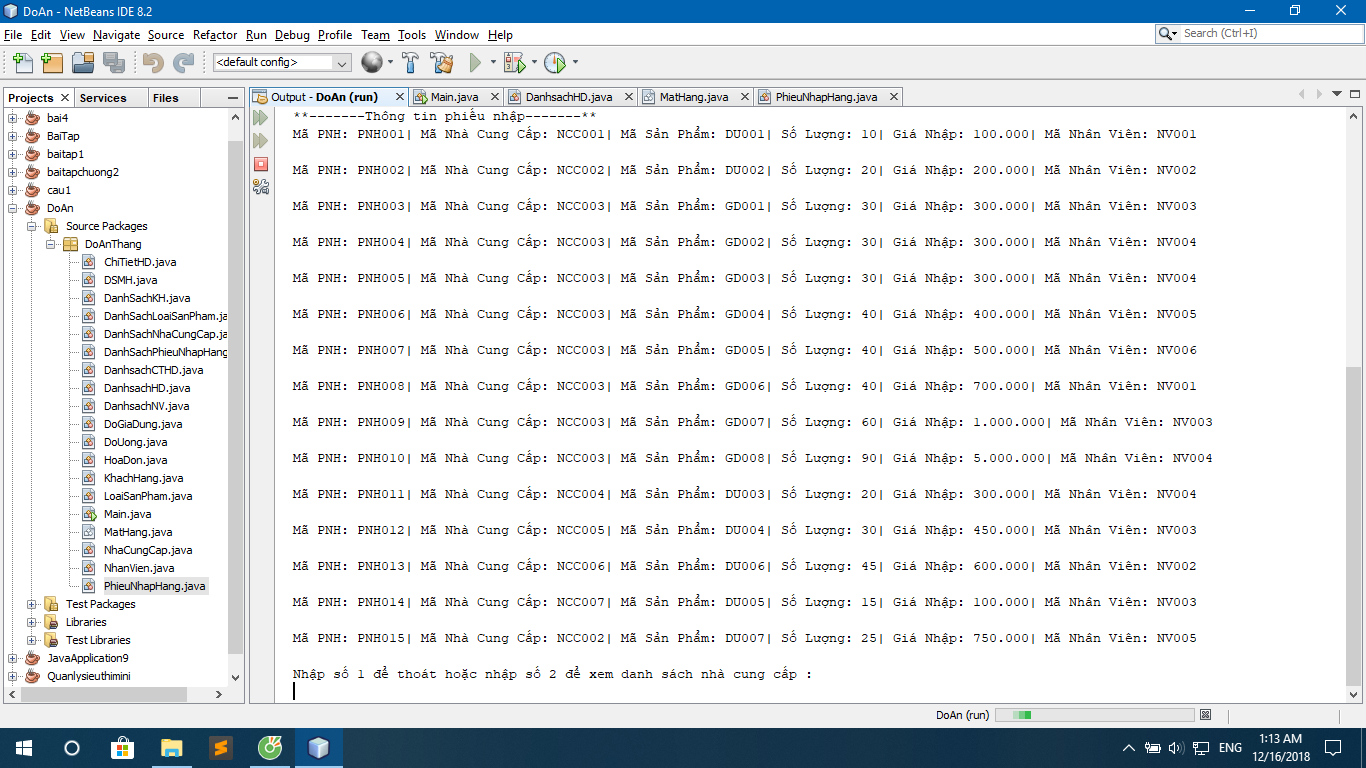 DoAn - NetBeans IDE 8.2
File Edit View Navigate Source Refactor Run Debug Profile Team Tools Window Help
Search (Ctrl+I)
<default config>
Projects Services Files
Output - DoAn (run) Main.java DanhsachHD.java MatHang.java PhieuNhapHang.java
bai4
BaiTap
baitap1
baitapchuong2
cau1
DoAn
Source Packages
DoAnThang
ChiTietHD.java
DSMH.java
DanhSachKH.java
DanhSachLoaiSanPham.ja
DanhSachNhaCungCap.ja
DanhSachPhieuNhapHang
DanhsachCTHD.java
DanhsachHD.java
DanhsachNV.java
DoGiaDung.java
DoUong.java
HoaDon.java
KhachHang.java
LoaiSanPham.java
Main.java
MatHang.java
NhaCungCap.java
NhanVien.java
PhieuNhapHang.java
Test Packages
Libraries
Test Libraries
JavaApplication9
Quanlysieuthimini
**-------Thông tin phiếu nhập-------**
Mã PNH: PNH001| Mã Nhà Cung Cấp: NCC001| Mã Sản Phẩm: DU001| Số Lượng: 10| Giá Nhập: 100.000| Mã Nhân Viên: NV001
Mã PNH: PNH002| Mã Nhà Cung Cấp: NCC002| Mã Sản Phẩm: DU002| Số Lượng: 20| Giá Nhập: 200.000| Mã Nhân Viên: NV002
Mã PNH: PNH003| Mã Nhà Cung Cấp: NCC003| Mã Sản Phẩm: GD001| Số Lượng: 30| Giá Nhập: 300.000| Mã Nhân Viên: NV003
Mã PNH: PNH004| Mã Nhà Cung Cấp: NCC003| Mã Sản Phẩm: GD002| Số Lượng: 30| Giá Nhập: 300.000| Mã Nhân Viên: NV004
Mã PNH: PNH005| Mã Nhà Cung Cấp: NCC003| Mã Sản Phẩm: GD003| Số Lượng: 30| Giá Nhập: 300.000| Mã Nhân Viên: NV004
Mã PNH: PNH006| Mã Nhà Cung Cấp: NCC003| Mã Sản Phẩm: GD004| Số Lượng: 40| Giá Nhập: 400.000| Mã Nhân Viên: NV005
Mã PNH: PNH007| Mã Nhà Cung Cấp: NCC003| Mã Sản Phẩm: GD005| Số Lượng: 40| Giá Nhập: 500.000| Mã Nhân Viên: NV006
Mã PNH: PNH008| Mã Nhà Cung Cấp: NCC003| Mã Sản Phẩm: GD006| Số Lượng: 40| Giá Nhập: 700.000| Mã Nhân Viên: NV001
Mã PNH: PNH009| Mã Nhà Cung Cấp: NCC003| Mã Sản Phẩm: GD007| Số Lượng: 60| Giá Nhập: 1.000.000| Mã Nhân Viên: NV003
Mã PNH: PNH010| Mã Nhà Cung Cấp: NCC003| Mã Sản Phẩm: GD008| Số Lượng: 90| Giá Nhập: 5.000.000| Mã Nhân Viên: NV004
Mã PNH: PNH011| Mã Nhà Cung Cấp: NCC004| Mã Sản Phẩm: DU003| Số Lượng: 20| Giá Nhập: 300.000| Mã Nhân Viên: NV004
Mã PNH: PNH012| Mã Nhà Cung Cấp: NCC005| Mã Sản Phẩm: DU004| Số Lượng: 30| Giá Nhập: 450.000| Mã Nhân Viên: NV003
Mã PNH: PNH013| Mã Nhà Cung Cấp: NCC006| Mã Sản Phẩm: DU006| Số Lượng: 45| Giá Nhập: 600.000| Mã Nhân Viên: NV002
Mã PNH: PNH014| Mã Nhà Cung Cấp: NCC007| Mã Sản Phẩm: DU005| Số Lượng: 15| Giá Nhập: 100.000| Mã Nhân Viên: NV003
Mã PNH: PNH015| Mã Nhà Cung Cấp: NCC002| Mã Sản Phẩm: DU007| Số Lượng: 25| Giá Nhập: 750.000| Mã Nhân Viên: NV005
Nhập số 1 để thoát hoặc nhập số 2 để xem danh sách nhà cung cấp :
DoAn (run)
ENG
1:13 AM
12/16/2018